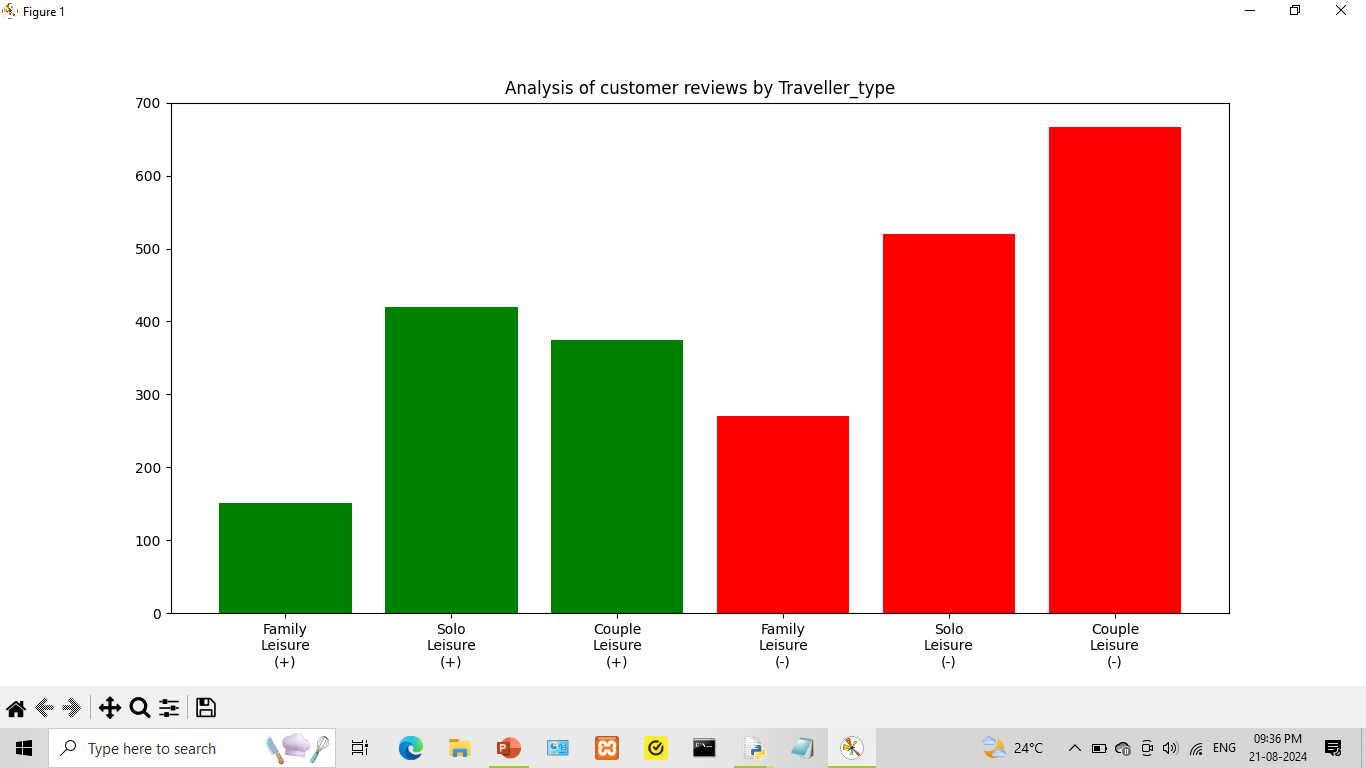 Figure 1
Analysis of customer reviews by Traveller_type
700
600
500
400
300
200
100
0
Family
Leisure
(+)
Solo
Leisure
(+)
Couple
Leisure
(+)
Family
Leisure
(-)
Solo
Leisure
(-)
Couple
Leisure
(-)
Type here to search
24°C
ENG
09:36 PM
21-08-2024